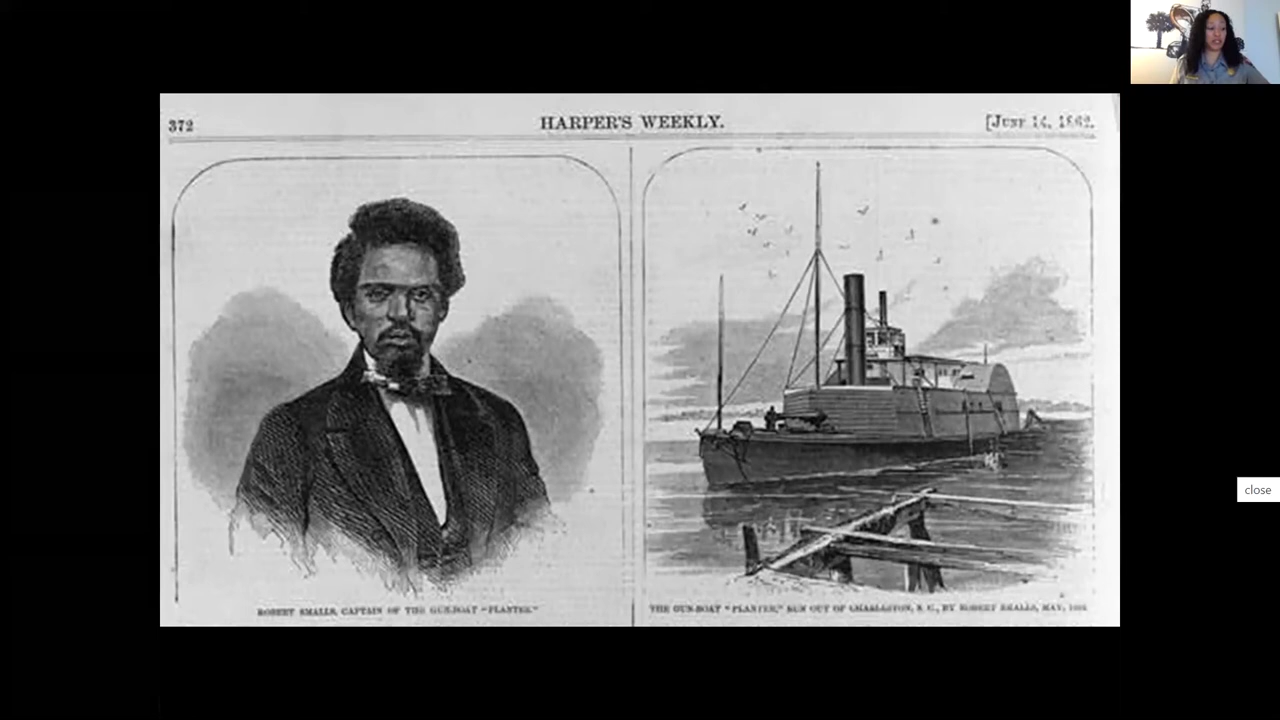 372
HARPER'S WEEKLY.
[JUNE 14, 1862.
ROBERT SMALLS, CAPTAIN OF THE GUN-BOAT "PLANTER."
THE GUN-BOAT "PLANTER," RUN OUT OF CHARLESTON, S. C., BY ROBERT SMALLS, MAY, 1862.
close